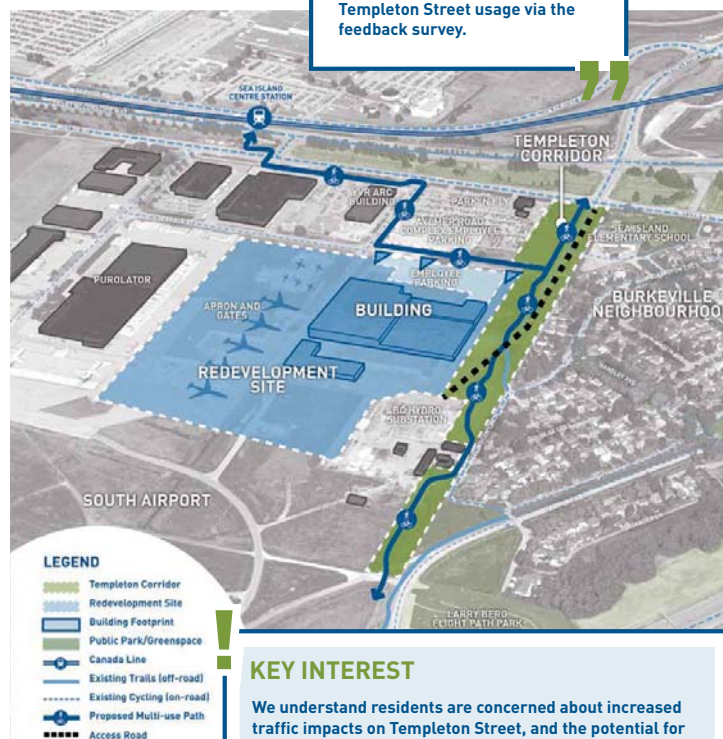 Templeton Street usage via the
feedback survey.
SEA ISLAND
CENTRE STATION
TEMPLETON
CORRIDOR
YVR ARC
BUILDING
PARK'N FLY
COMPLEX EMPLOYEE
PARKING
SEA ISLAND
ELEMENTARY SCHOOL
PUROLATOR
EMPLOYEE
PARKING
BURKEVILLE
NEIGHBOURHOO
APRON AND
GATES
BUILDING
REDEVELOPMENT
SITE
BC HYDRO
SUBSTATION
SOUTH AIRPORT
LARRY BERG
FLIGHT PATH PARK
LEGEND
Templeton Corridor
Redevelopment Site
Building Footprint
Public Park/Greenspace
Canada Line
Existing Trails (off-road)
Existing Cycling (on-road)
Proposed Multi-use Path
Access Road
KEY INTEREST
We understand residents are concerned about increased
traffic impacts on Templeton Street, and the potential for